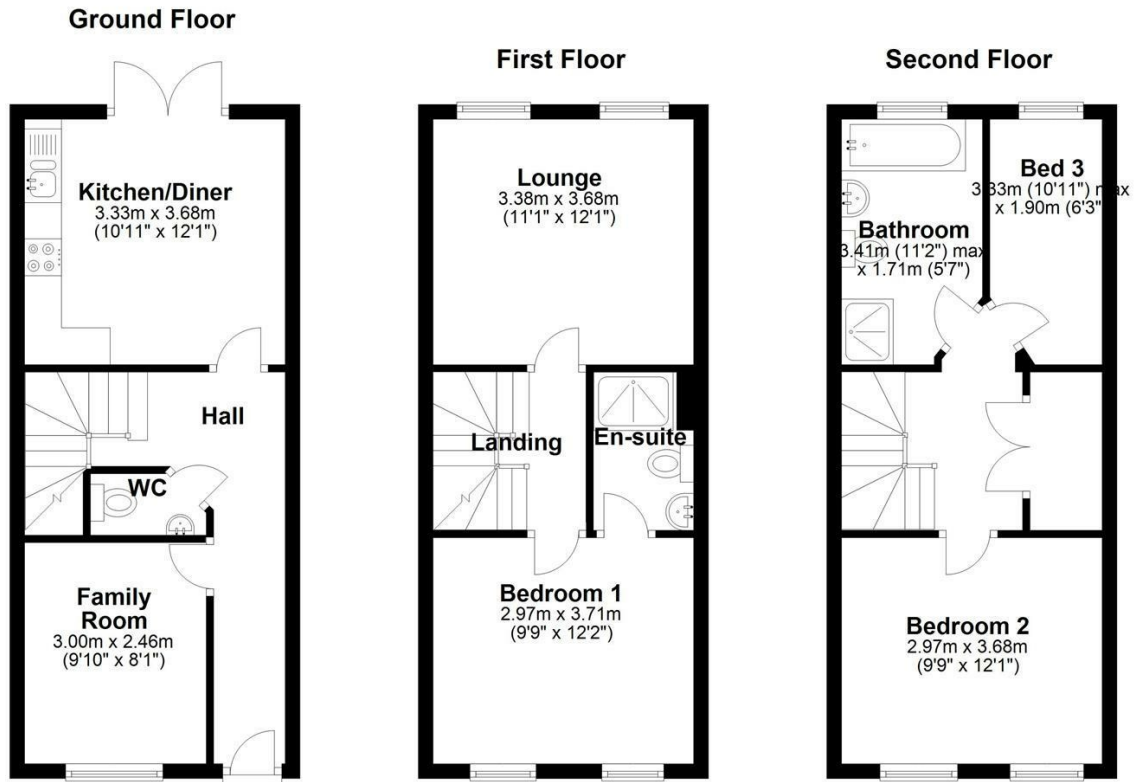 Ground Floor
Kitchen/Diner
3.33m x 3.68m
(10'11" x 12'1")
Hall
WC
Family
Room
3.00m x 2.46m
(9'10" x 8'1")
First Floor
Lounge
3.38m x 3.68m
(11'1" x 12'1")
Landing
En-suite
Bedroom 1
2.97m x 3.71m
(9'9" x 12'2")
Second Floor
Bathroom
3.41m (11'2") max
x 1.71m (5'7")
Bed 3
3.33m (10'11") max
x 1.90m (6'3")
Bedroom 2
2.97m x 3.68m
(9'9" x 12'1")